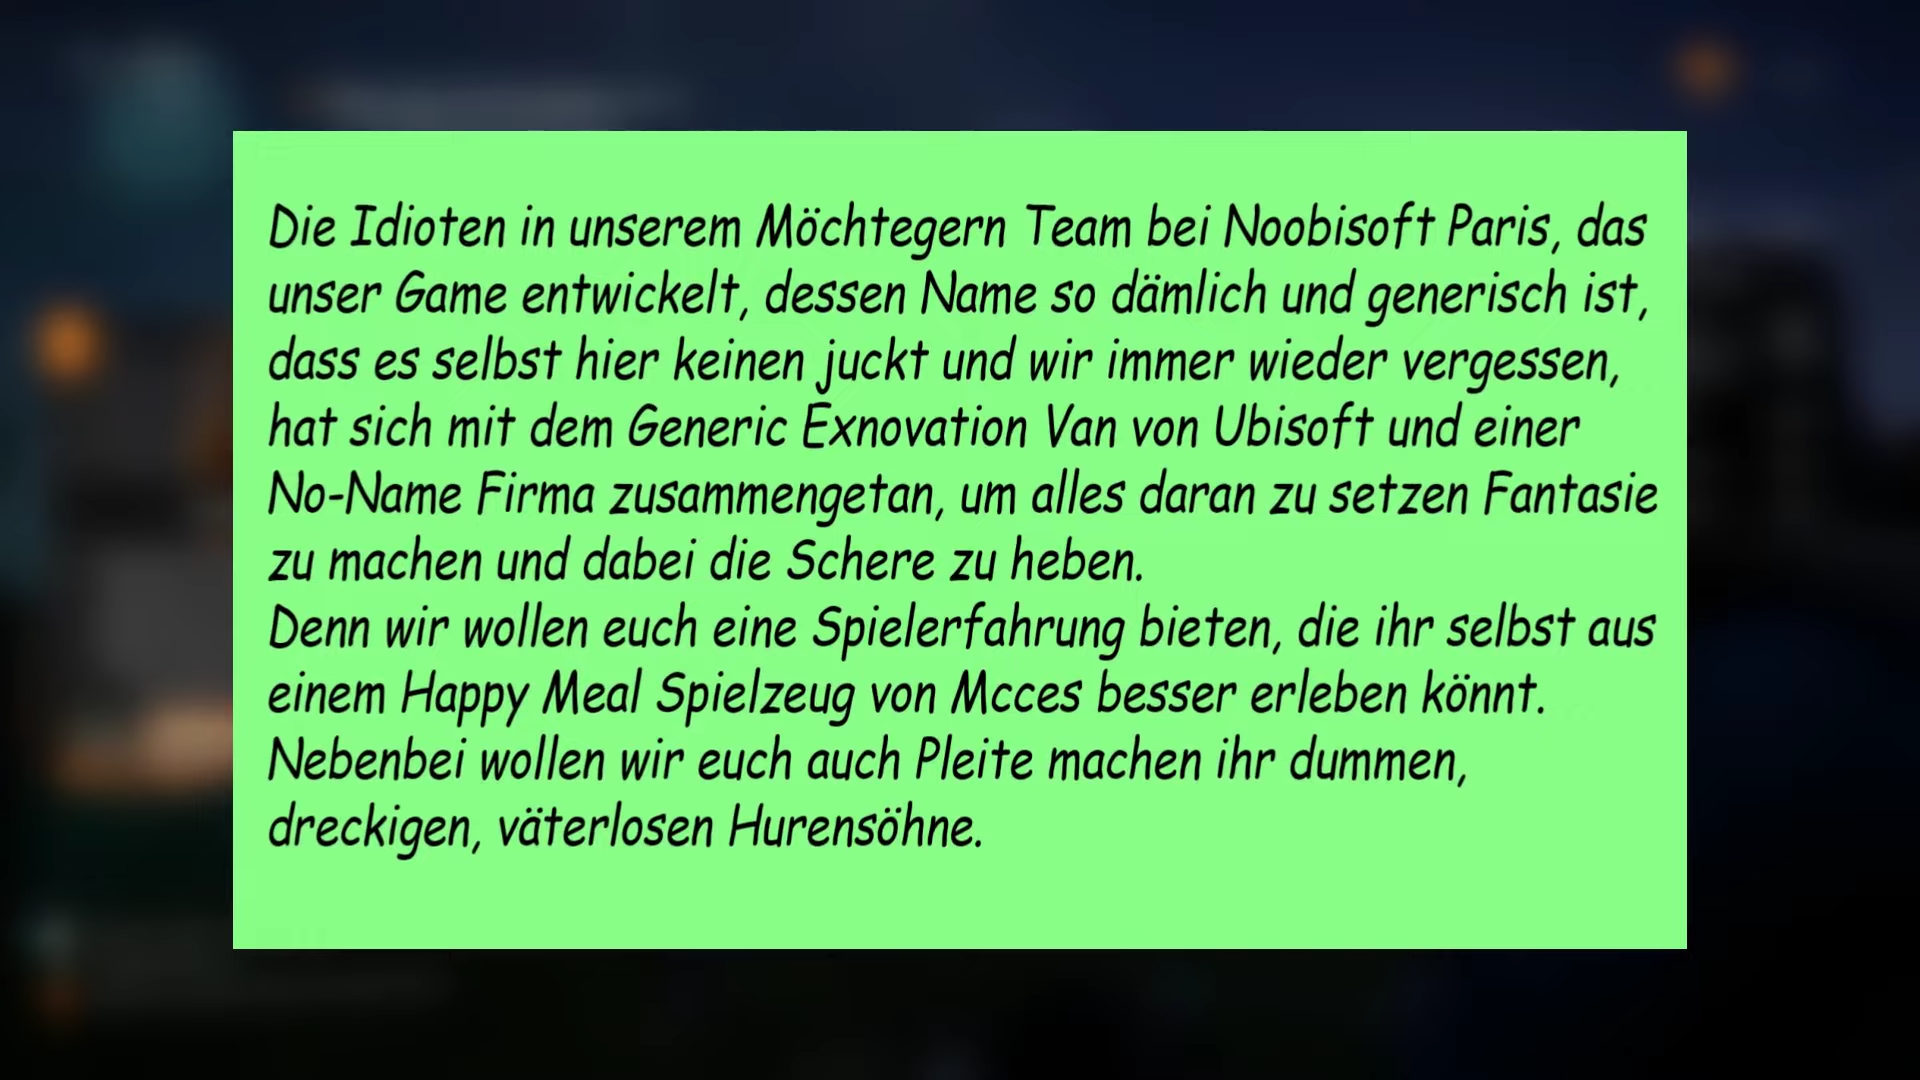 Die Idioten in unserem Möchtegern Team bei Noobisoft Paris, das
unser Game entwickelt, dessen Name so dämlich und generisch ist,
dass es selbst hier keinen juckt und wir immer wieder vergessen,
hat sich mit dem Generic Exnovation Van von Ubisoft und einer
No-Name Firma zusammengetan, um alles daran zu setzen Fantasie
zu machen und dabei die Schere zu heben.
Denn wir wollen euch eine Spielerfahrung bieten, die ihr selbst aus
einem Happy Meal Spielzeug von Mcces besser erleben könnt.
Nebenbei wollen wir euch auch Pleite machen ihr dummen,
dreckigen, väterlosen Hurensöhne.